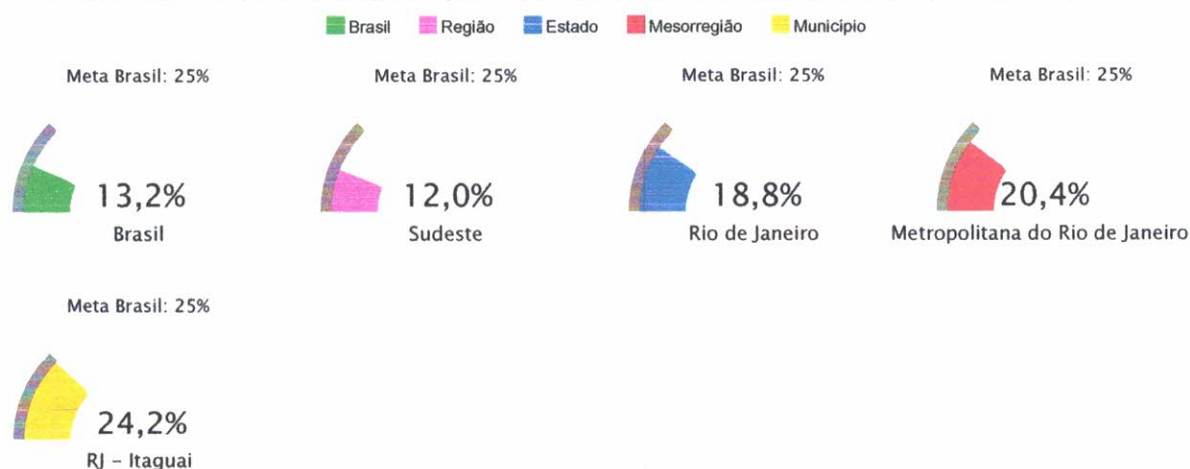 Brasil Região Estado Mesorregião Município
Meta Brasil: 25% Meta Brasil: 25% Meta Brasil: 25% Meta Brasil: 25%
13,2% 12,0% 18,8% 20,4%
Brasil Sudeste Rio de Janeiro Metropolitana do Rio de Janeiro
Meta Brasil: 25%
24,2%
RJ – Itaguai